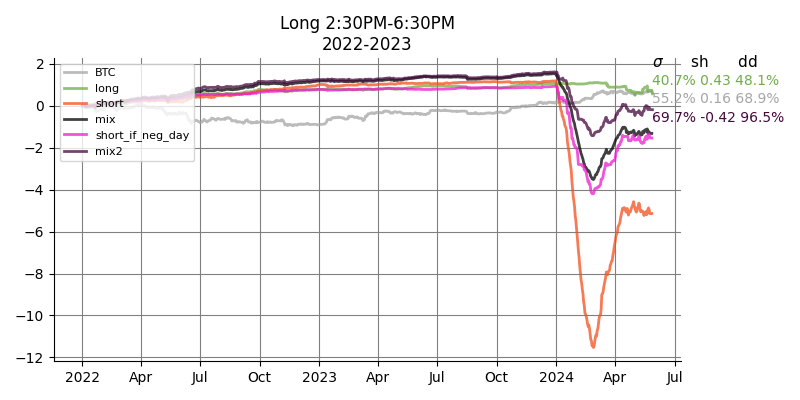 Long 2:30PM-6:30PM
2022-2023
σ sh dd
40.7% 0.43 48.1%
55.2% 0.16 68.9%
69.7% -0.42 96.5%
BTC
long
short
mix
short_if_neg_day
mix2
2
0
−2
−4
−6
−8
−10
−12
2022 Apr Jul Oct 2023 Apr Jul Oct 2024 Apr Jul